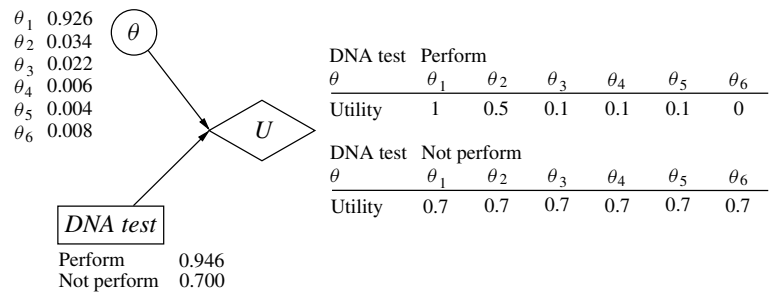 θ1 0.926
θ2 0.034
θ3 0.022
θ4 0.006
θ5 0.004
θ6 0.008
θ
U
DNA test
Perform 0.946
Not perform 0.700
DNA test Perform
θ θ1 θ2 θ3 θ4 θ5 θ6
Utility 1 0.5 0.1 0.1 0.1 0
DNA test Not perform
θ θ1 θ2 θ3 θ4 θ5 θ6
Utility 0.7 0.7 0.7 0.7 0.7 0.7